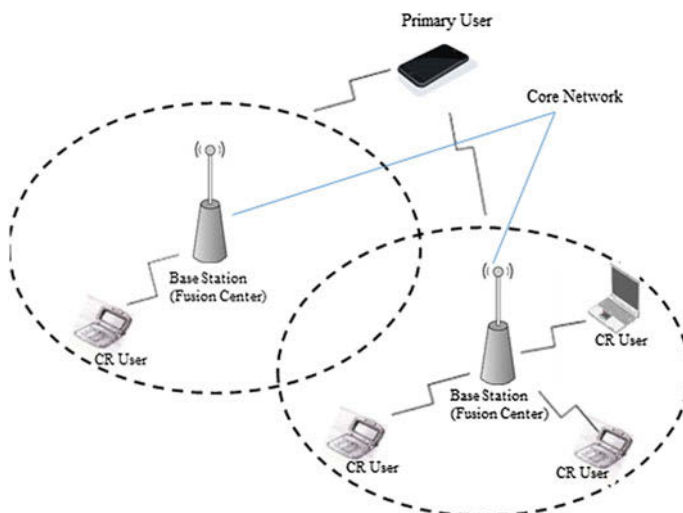 Primary User
Core Network
Base Station
(Fusion Center)
CR User
CR User
Base Station
(Fusion Center)
CR User
CR User